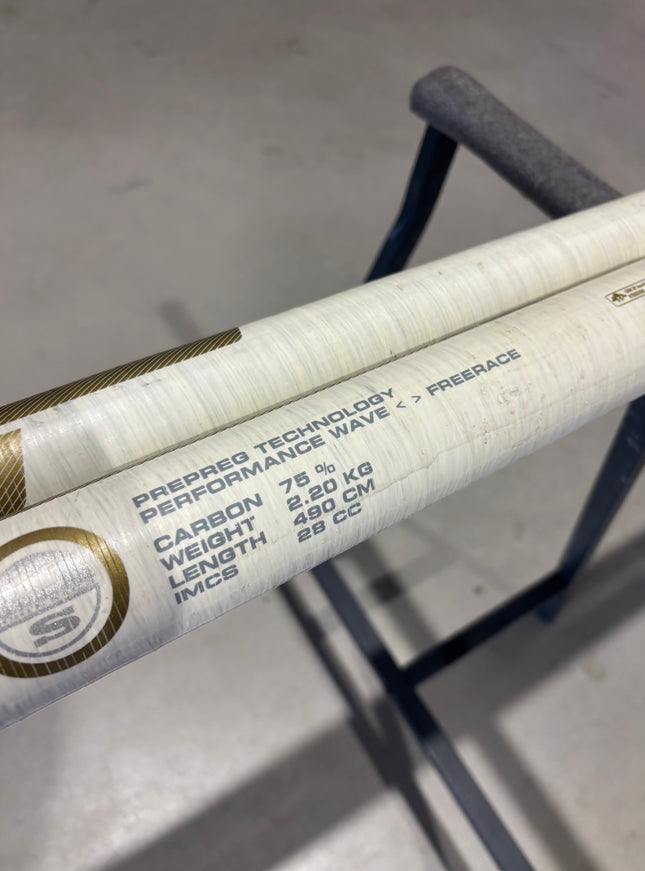 PREPREG TECHNOLOGY
PERFORMANCE WAVE < > FREERACE
CARBON 75 %
WEIGHT 2.20 KG
LENGTH 490 CM
IMCS 28 CC
S